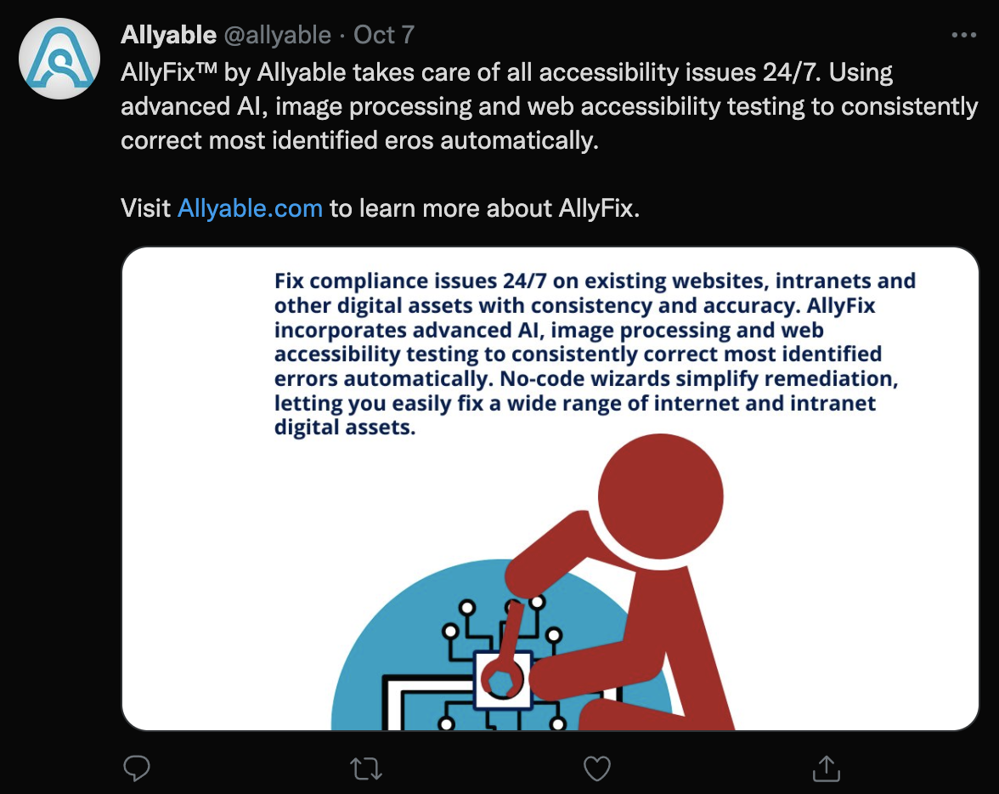 Allyable @allyable · Oct 7
AllyFix™ by Allyable takes care of all accessibility issues 24/7. Using
advanced AI, image processing and web accessibility testing to consistently
correct most identified eros automatically.
Visit Allyable.com to learn more about AllyFix.
Fix compliance issues 24/7 on existing websites, intranets and
other digital assets with consistency and accuracy. AllyFix
incorporates advanced AI, image processing and web
accessibility testing to consistently correct most identified
errors automatically. No-code wizards simplify remediation,
letting you easily fix a wide range of internet and intranet
digital assets.